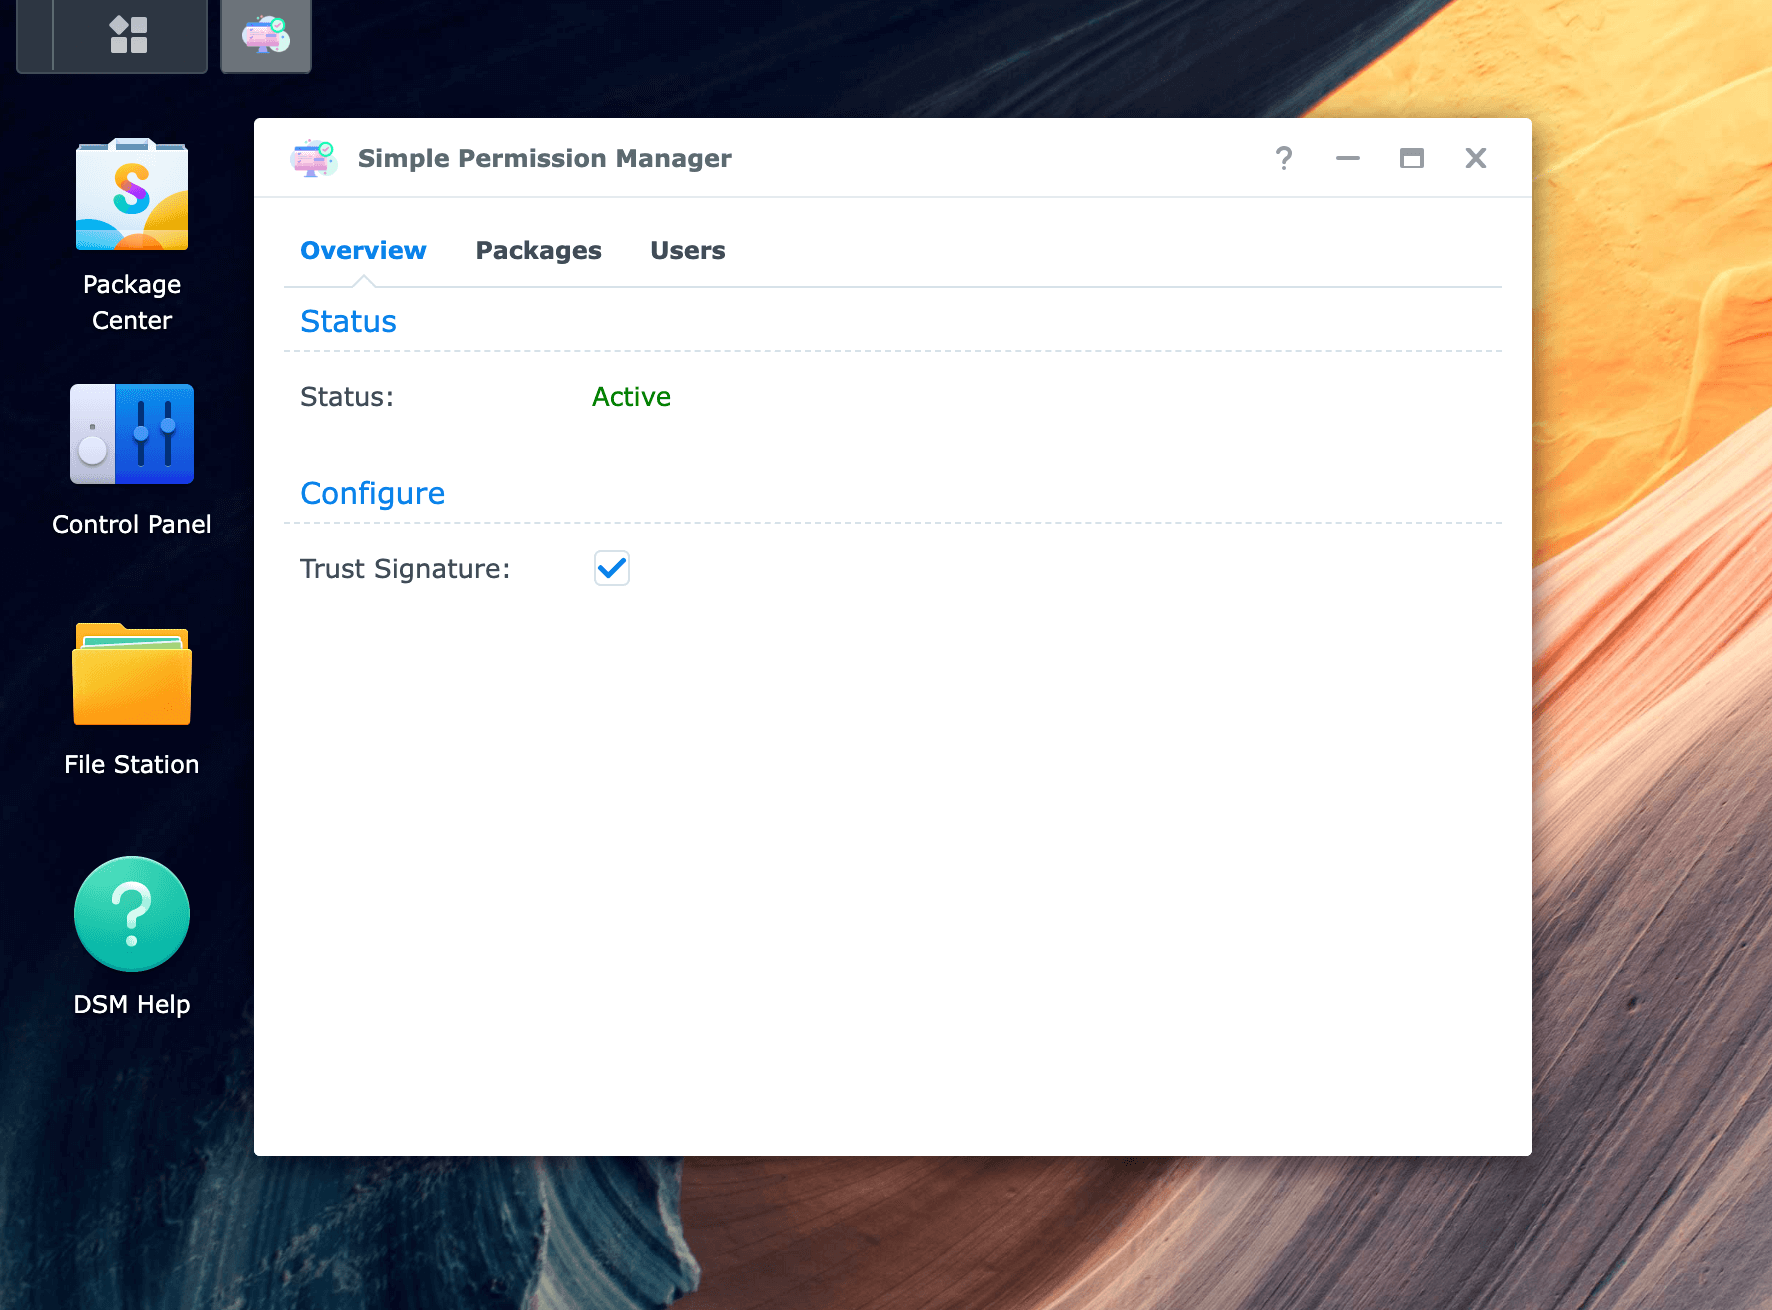 Simple Permission Manager
Overview
Packages
Users
Status
Status:
Active
Configure
Trust Signature:
Package
Center
Control Panel
File Station
DSM Help